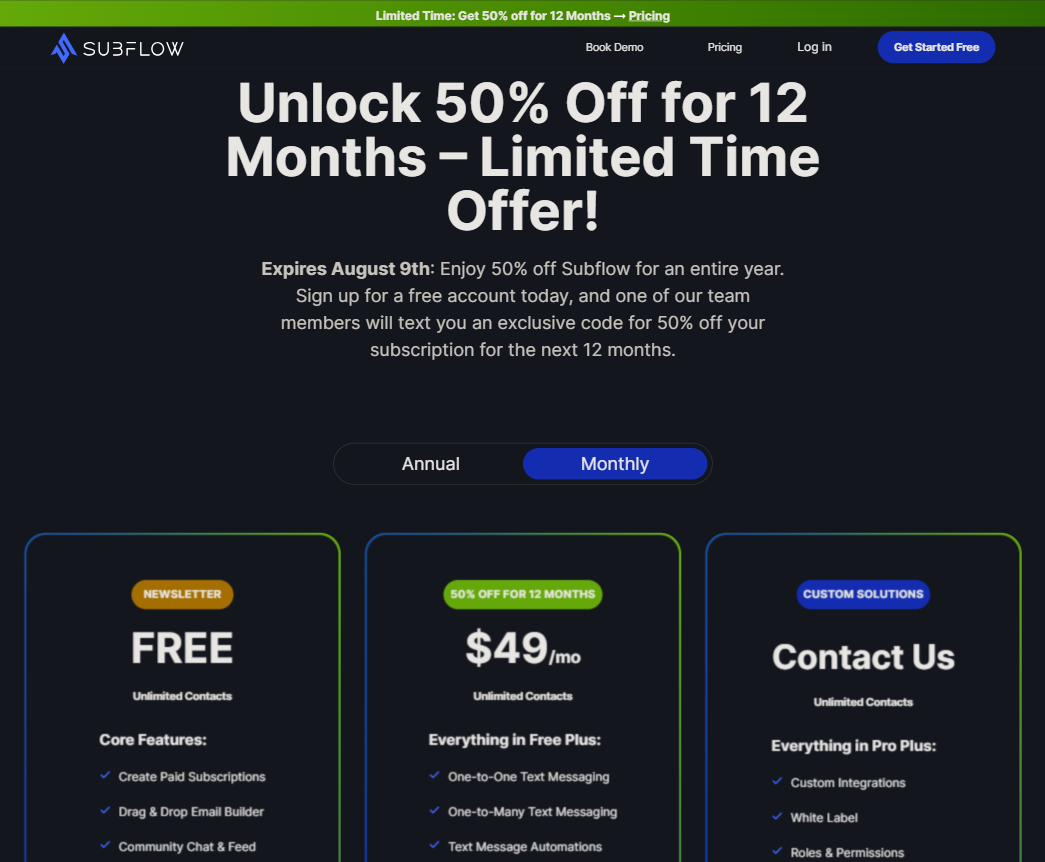 Limited Time: Get 50% off for 12 Months → Pricing
SUBFLOW
Book Demo
Pricing
Log in
Get Started Free
Unlock 50% Off for 12
Months – Limited Time
Offer!
Expires August 9th: Enjoy 50% off Subflow for an entire year.
Sign up for a free account today, and one of our team
members will text you an exclusive code for 50% off your
subscription for the next 12 months.
Annual
Monthly
NEWSLETTER
FREE
Unlimited Contacts
Core Features:
Create Paid Subscriptions
Drag & Drop Email Builder
Community Chat & Feed
50% OFF FOR 12 MONTHS
$49/mo
Unlimited Contacts
Everything in Free Plus:
One-to-One Text Messaging
One-to-Many Text Messaging
Text Message Automations
CUSTOM SOLUTIONS
Contact Us
Unlimited Contacts
Everything in Pro Plus:
Custom Integrations
White Label
Roles & Permissions